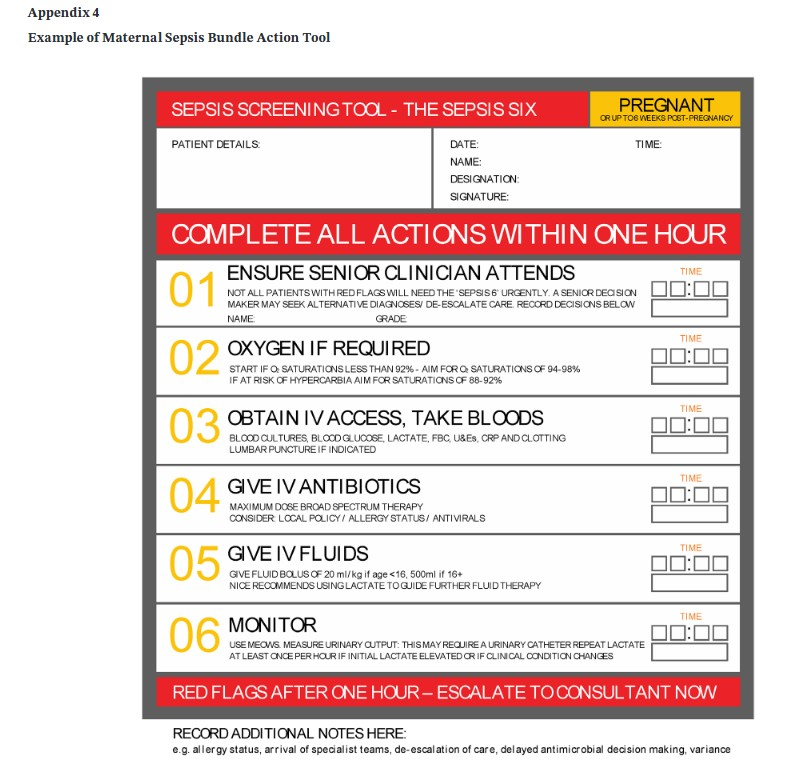 Appendix 4
Example of Maternal Sepsis Bundle Action Tool
SEPSIS SCREENING TOOL - THE SEPSIS SIX
PREGNANT
OR UP TO 6 WEEKS POST-PREGNANCY
PATIENT DETAILS:
DATE: TIME:
NAME:
DESIGNATION:
SIGNATURE:
COMPLETE ALL ACTIONS WITHIN ONE HOUR
01 ENSURE SENIOR CLINICIAN ATTENDS
TIME
NOT ALL PATIENTS WITH RED FLAGS WILL NEED THE 'SEPSIS 6' URGENTLY. A SENIOR DECISION
MAKER MAY SEEK ALTERNATIVE DIAGNOSES/ DE-ESCALATE CARE. RECORD DECISIONS BELOW
NAME: GRADE:
02 OXYGEN IF REQUIRED
TIME
START IF O₂ SATURATIONS LESS THAN 92% - AIM FOR O₂ SATURATIONS OF 94-98%
IF AT RISK OF HYPERCARBIA AIM FOR SATURATIONS OF 88-92%
03 OBTAIN IV ACCESS, TAKE BLOODS
TIME
BLOOD CULTURES, BLOOD GLUCOSE, LACTATE, FBC, U&Es, CRP AND CLOTTING
LUMBAR PUNCTURE IF INDICATED
04 GIVE IV ANTIBIOTICS
TIME
MAXIMUM DOSE BROAD SPECTRUM THERAPY
CONSIDER: LOCAL POLICY / ALLERGY STATUS / ANTIVIRALS
05 GIVE IV FLUIDS
TIME
GIVE FLUID BOLUS OF 20 ml/kg if age <16, 500ml if 16+
NICE RECOMMENDS USING LACTATE TO GUIDE FURTHER FLUID THERAPY
06 MONITOR
TIME
USE MEOWS. MEASURE URINARY OUTPUT: THIS MAY REQUIRE A URINARY CATHETER REPEAT LACTATE
AT LEAST ONCE PER HOUR IF INITIAL LACTATE ELEVATED OR IF CLINICAL CONDITION CHANGES
RED FLAGS AFTER ONE HOUR – ESCALATE TO CONSULTANT NOW
RECORD ADDITIONAL NOTES HERE:
e.g. allergy status, arrival of specialist teams, de-escalation of care, delayed antimicrobial decision making, variance